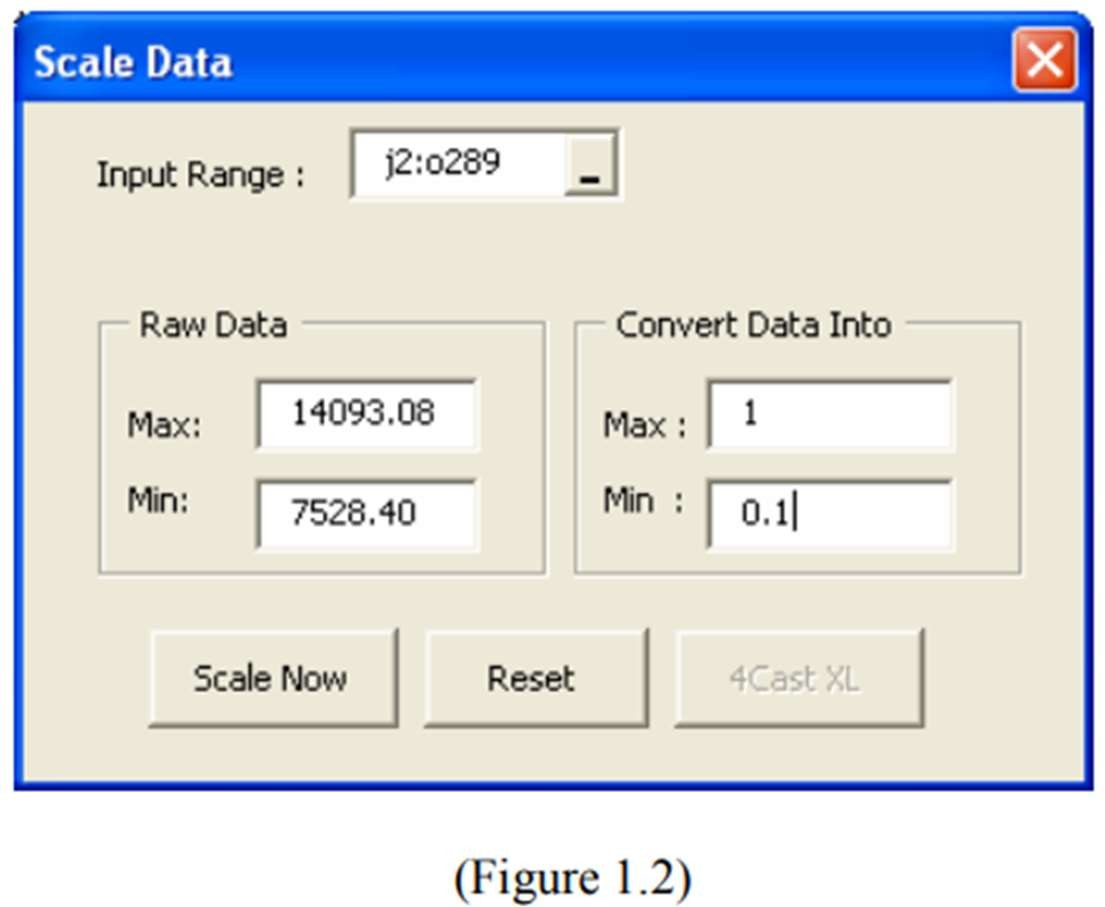 Scale Data
Input Range : j2:o289
Raw Data
Max: 14093.08
Min: 7528.40
Convert Data Into
Max : 1
Min : 0.1
Scale Now Reset 4Cast XL
(Figure 1.2)